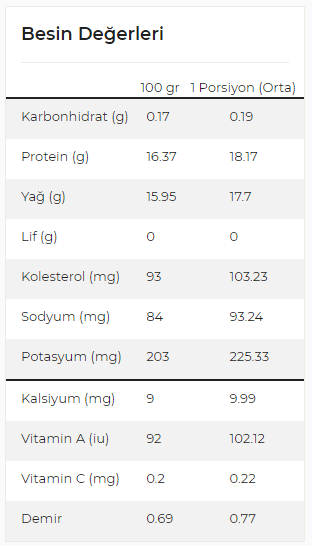 Besin Değerleri
100 gr 1 Porsiyon (Orta)
Karbonhidrat (g) 0.17 0.19
Protein (g) 16.37 18.17
Yağ (g) 15.95 17.7
Lif (g) 0 0
Kolesterol (mg) 93 103.23
Sodyum (mg) 84 93.24
Potasyum (mg) 203 225.33
Kalsiyum (mg) 9 9.99
Vitamin A (iu) 92 102.12
Vitamin C (mg) 0.2 0.22
Demir 0.69 0.77